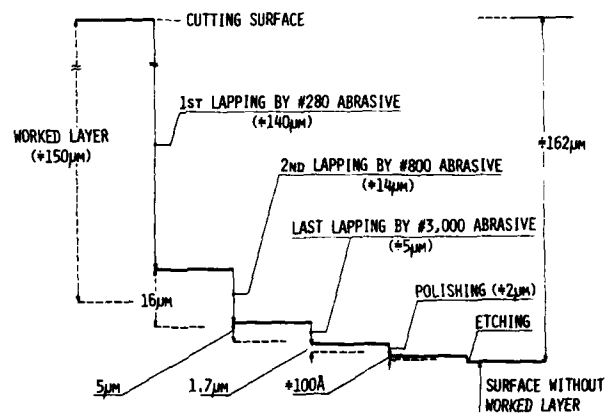 CUTTING SURFACE
1ST LAPPING BY #280 ABRASIVE
(*140μm)
WORKED LAYER
(*150μm)
*162μm
2ND LAPPING BY #800 ABRASIVE
(*14μm)
LAST LAPPING BY #3,000 ABRASIVE
(*5μm)
16μm
POLISHING (*2μm)
ETCHING
5μm
1.7μm
*100Å
SURFACE WITHOUT
WORKED LAYER